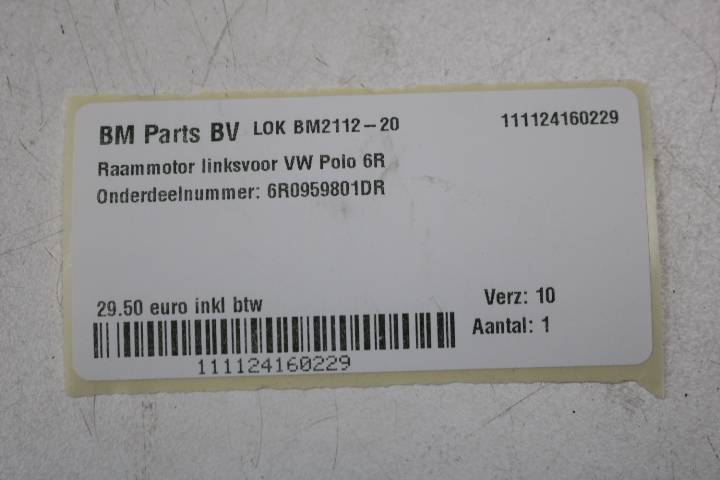 BM Parts BV LOK BM2112-20 111124160229
Raammotor linksvoor VW Polo 6R
Onderdeelnummer: 6R0959801DR
29.50 euro inkl btw
Verz: 10
Aantal: 1
111124160229